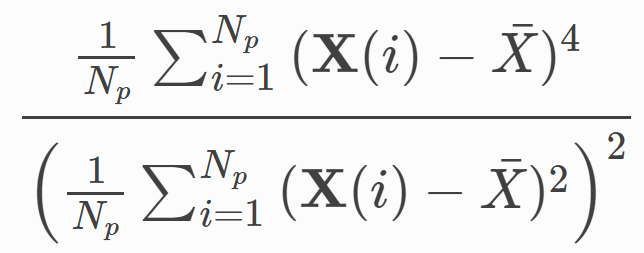 \frac{\frac{1}{N_p} \sum_{i=1}^{N_p} (\mathbf{X}(i) - \bar{X})^4}{\left( \frac{1}{N_p} \sum_{i=1}^{N_p} (\mathbf{X}(i) - \bar{X})^2 \right)^2}